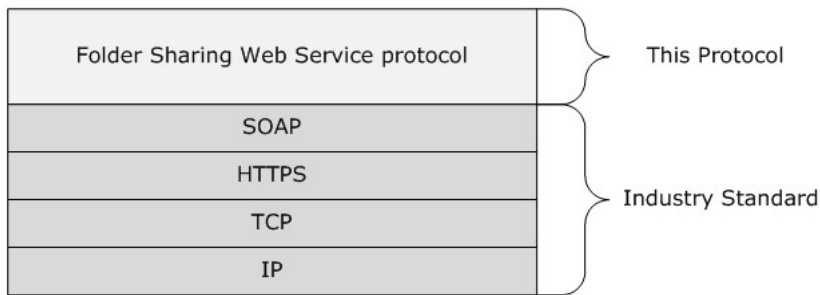 Folder Sharing Web Service protocol
This Protocol
SOAP
HTTPS
Industry Standard
TCP
IP